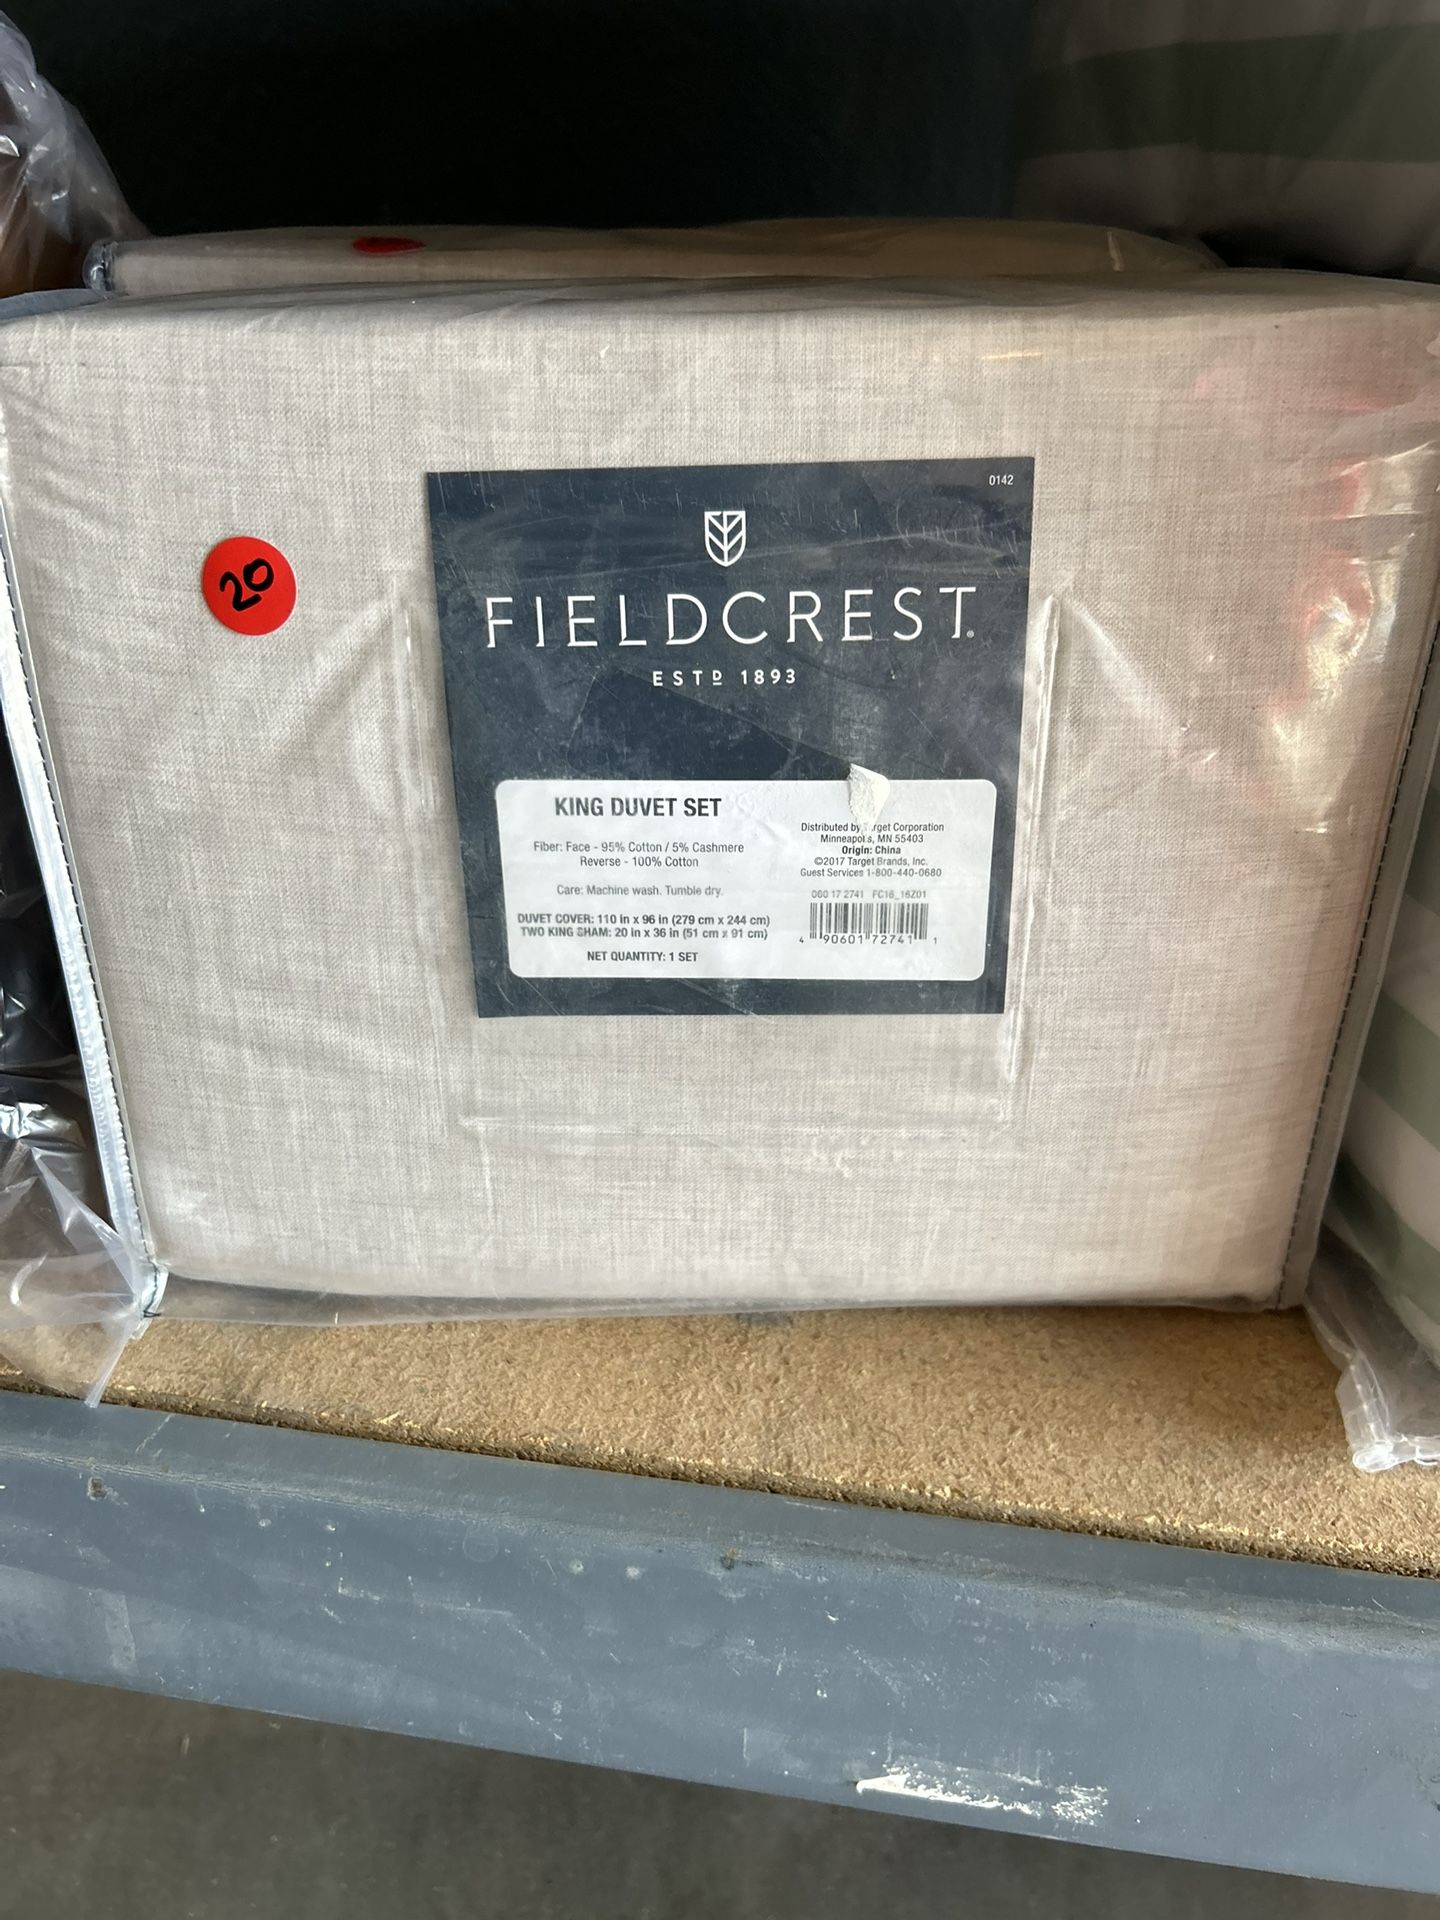 0142
20
FIELDCREST®
ESTD 1893
KING DUVET SET
Fiber: Face - 95% Cotton / 5% Cashmere
Reverse - 100% Cotton
Care: Machine wash. Tumble dry.
DUVET COVER: 110 in x 96 in (279 cm x 244 cm)
TWO KING SHAM: 20 in x 36 in (51 cm x 91 cm)
NET QUANTITY: 1 SET
Distributed by Target Corporation
Minneapolis, MN 55403
Origin: China
©2017 Target Brands, Inc.
Guest Services 1-800-440-0680
060 17 2741 FC16_16Z01
4 90601 72741 1